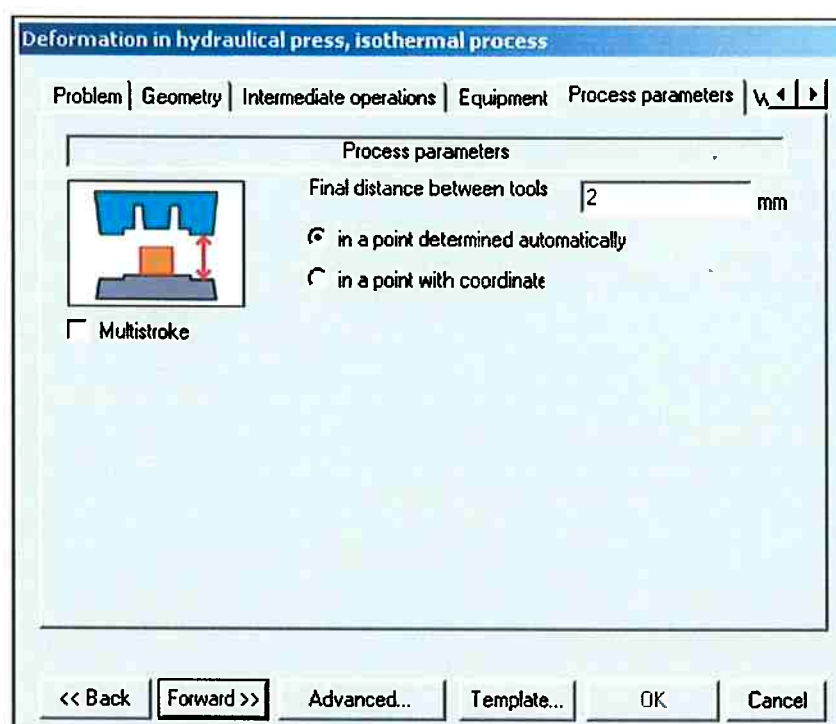 Deformation in hydraulical press, isothermal process
Problem Geometry Intermediate operations Equipment Process parameters
Process parameters
Final distance between tools 2 mm
in a point determined automatically
in a point with coordinate
Multistroke
<< Back Forward >> Advanced... Template... OK Cancel